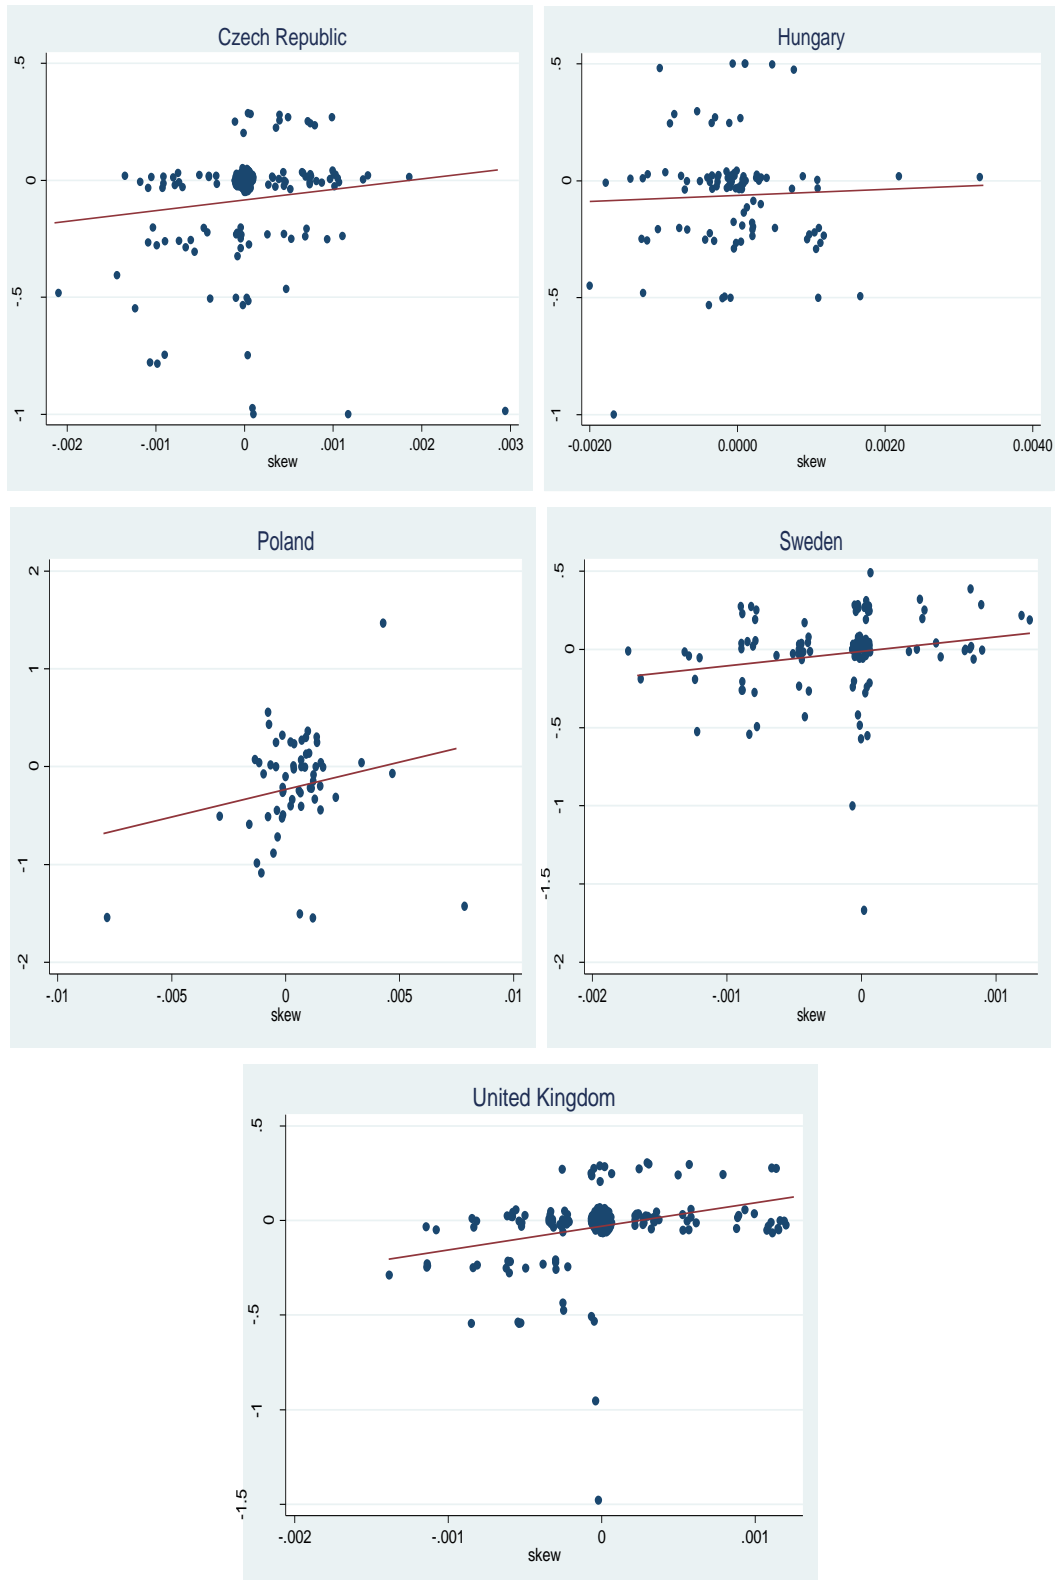 Czech Republic
.5
0
-.5
-1
-.002 -.001 0 .001 .002 .003
skew
Hungary
.5
0
-.5
-1
-0.0020 0.0000 0.0020 0.0040
skew
Poland
2
1
0
-1
-2
-.01 -.005 0 .005 .01
skew
Sweden
.5
0
-.5
-1
-1.5
-2
-.002 -.001 0 .001
skew
United Kingdom
.5
0
-.5
-1
-1.5
-.002 -.001 0 .001
skew